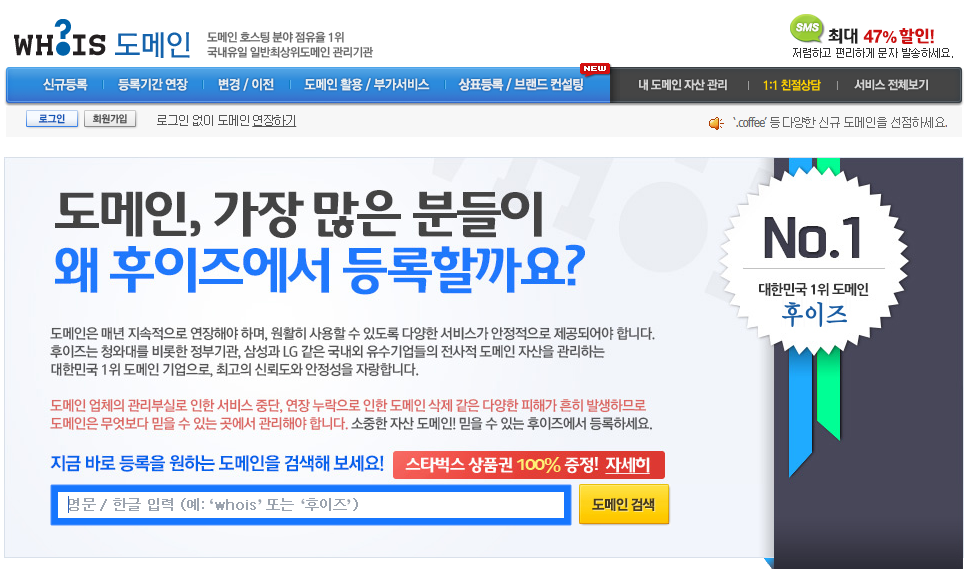 WHOIS 도메인
도메인 호스팅 분야 점유율 1위
국내유일 일반최상위도메인 관리기관
SMS 최대 47% 할인!
저렴하고 편리하게 문자 발송하세요.
신규등록 등록기간 연장 변경 / 이전 도메인 활용 / 부가서비스 상표등록 / 브랜드 컨설팅 NEW 내 도메인 자산 관리 1:1 친절상담 서비스 전체보기
로그인 회원가입 로그인 없이 도메인 연장하기 '.coffee' 등 다양한 신규 도메인을 선점하세요.
도메인, 가장 많은 분들이
왜 후이즈에서 등록할까요?
No.1
대한민국 1위 도메인
후이즈
도메인은 매년 지속적으로 연장해야 하며, 원활히 사용할 수 있도록 다양한 서비스가 안정적으로 제공되어야 합니다.
후이즈는 청와대를 비롯한 정부기관, 삼성과 LG 같은 국내외 유수기업들의 전사적 도메인 자산을 관리하는
대한민국 1위 도메인 기업으로, 최고의 신뢰도와 안정성을 자랑합니다.
도메인 업체의 관리부실로 인한 서비스 중단, 연장 누락으로 인한 도메인 삭제 같은 다양한 피해가 흔히 발생하므로
도메인은 무엇보다 믿을 수 있는 곳에서 관리해야 합니다. 소중한 자산 도메인! 믿을 수 있는 후이즈에서 등록하세요.
지금 바로 등록을 원하는 도메인을 검색해 보세요! 스타벅스 상품권 100% 증정! 자세히
영문 / 한글 입력 (예: 'whois' 또는 '후이즈') 도메인 검색